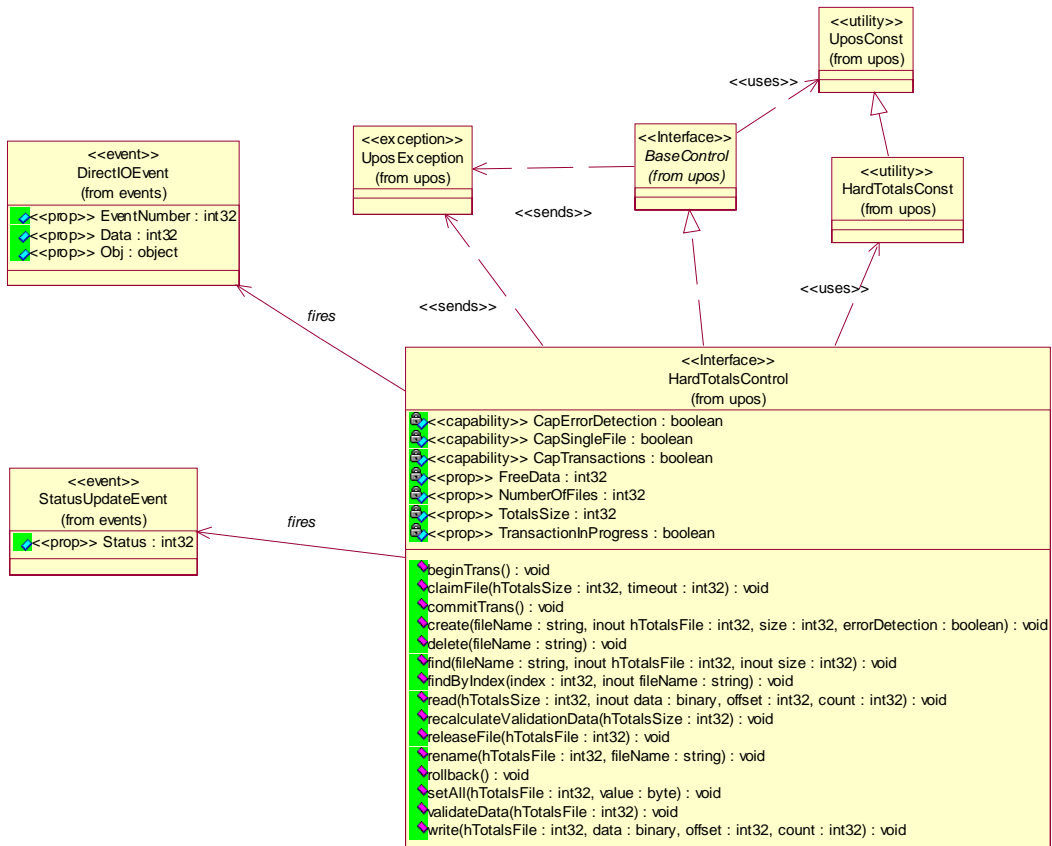 <<utility>>
UposConst
(from upos)
<<uses>>
<<exception>>
UposException
(from upos)
<<Interface>>
BaseControl
(from upos)
<<event>>
DirectIOEvent
(from events)
<<prop>> EventNumber : int32
<<prop>> Data : int32
<<prop>> Obj : object
<<utility>>
HardTotalsConst
(from upos)
<<sends>>
<<uses>>
<<sends>>
fires
<<Interface>>
HardTotalsControl
(from upos)
<<capability>> CapErrorDetection : boolean
<<capability>> CapSingleFile : boolean
<<capability>> CapTransactions : boolean
<<prop>> FreeData : int32
<<prop>> NumberOfFiles : int32
<<prop>> TotalsSize : int32
<<prop>> TransactionInProgress : boolean
<<event>>
StatusUpdateEvent
(from events)
<<prop>> Status : int32
fires
beginTrans() : void
claimFile(hTotalsSize : int32, timeout : int32) : void
commitTrans() : void
create(fileName : string, inout hTotalsFile : int32, size : int32, errorDetection : boolean) : void
delete(fileName : string) : void
find(fileName : string, inout hTotalsFile : int32, inout size : int32) : void
findByIndex(index : int32, inout fileName : string) : void
read(hTotalsSize : int32, inout data : binary, offset : int32, count : int32) : void
recalculateValidationData(hTotalsSize : int32) : void
releaseFile(hTotalsFile : int32) : void
rename(hTotalsFile : int32, fileName : string) : void
rollback() : void
setAll(hTotalsFile : int32, value : byte) : void
validateData(hTotalsFile : int32) : void
write(hTotalsFile : int32, data : binary, offset : int32, count : int32) : void